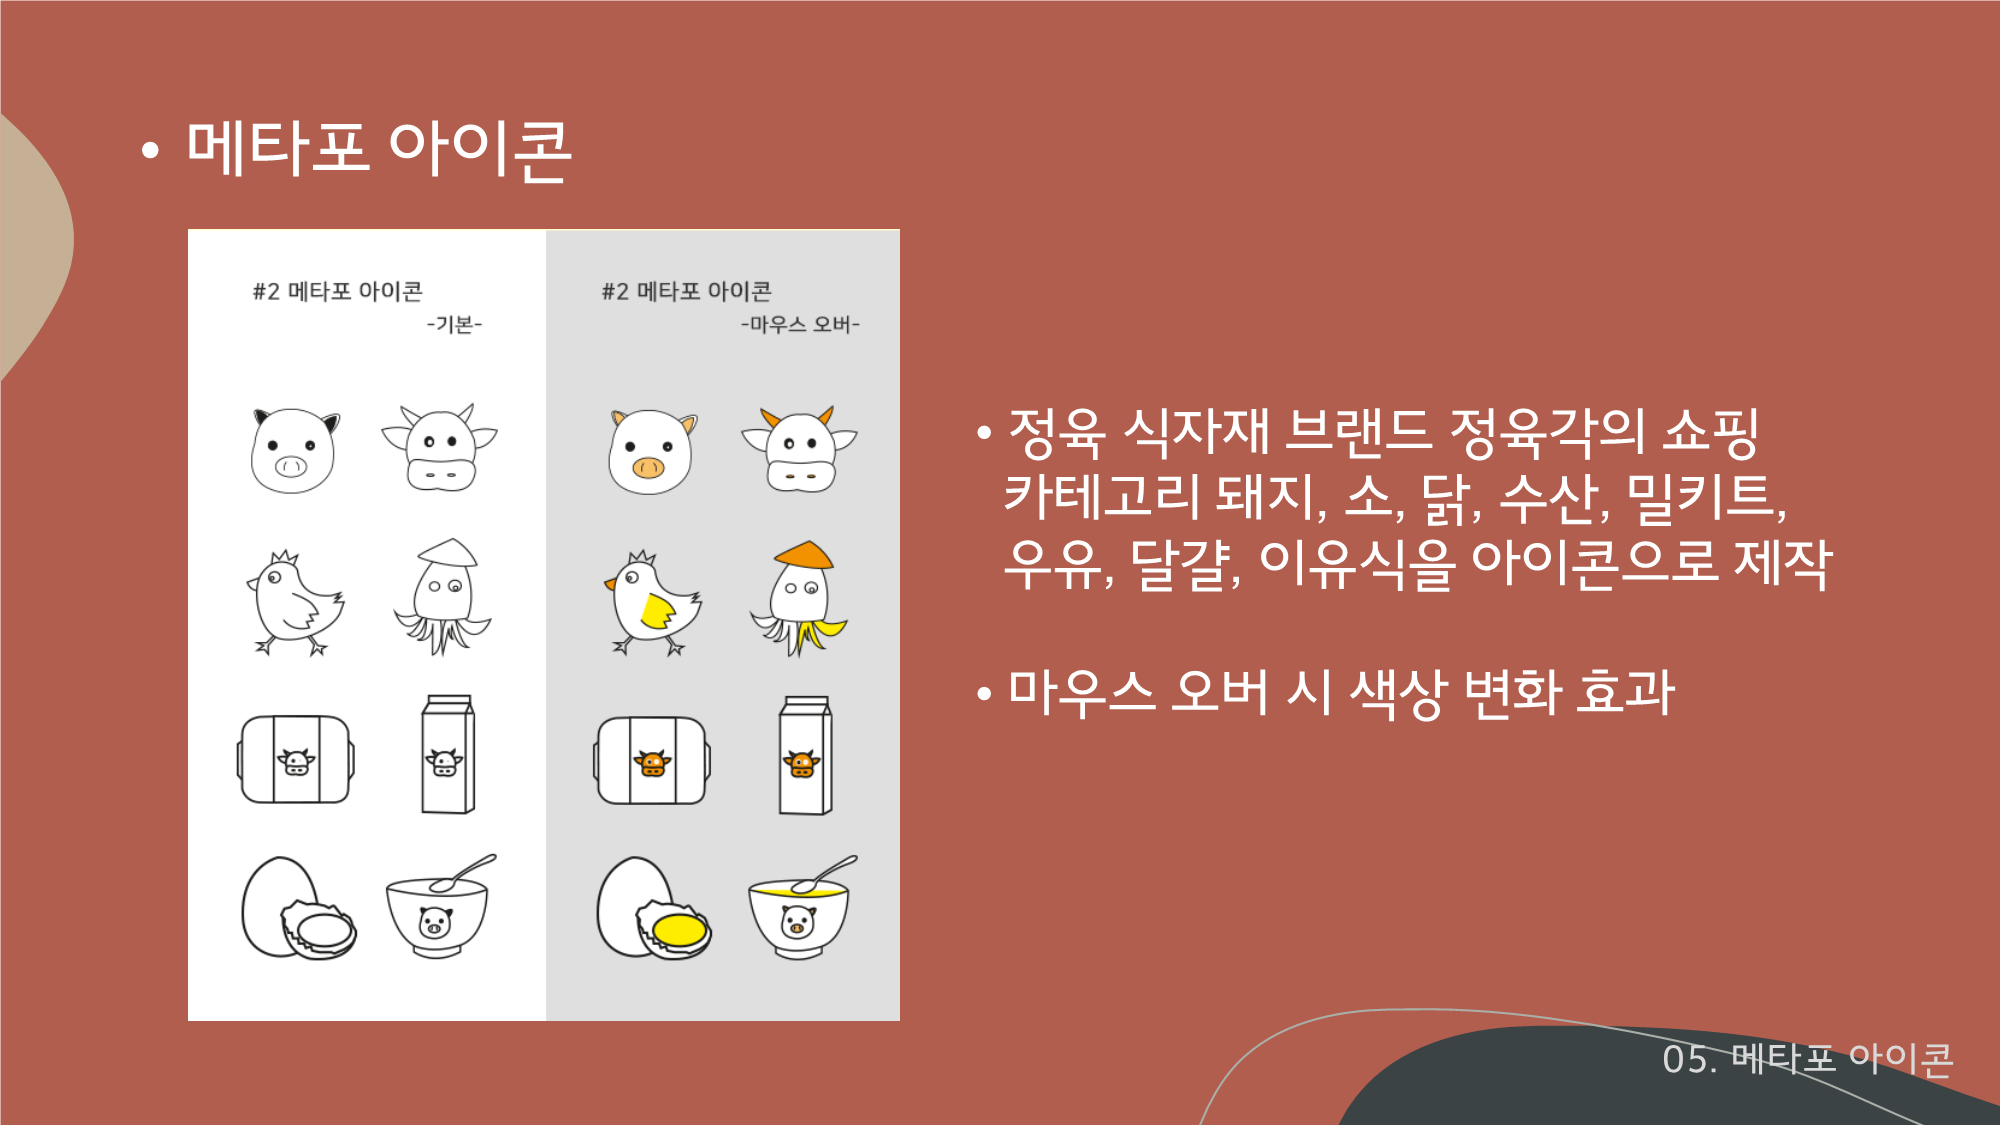 • 메타포 아이콘
#2 메타포 아이콘
-기본-
#2 메타포 아이콘
-마우스 오버-
• 정육 식자재 브랜드 정육각의 쇼핑
카테고리 돼지, 소, 닭, 수산, 밀키트,
우유, 달걀, 이유식을 아이콘으로 제작
• 마우스 오버 시 색상 변화 효과
05. 메타포 아이콘